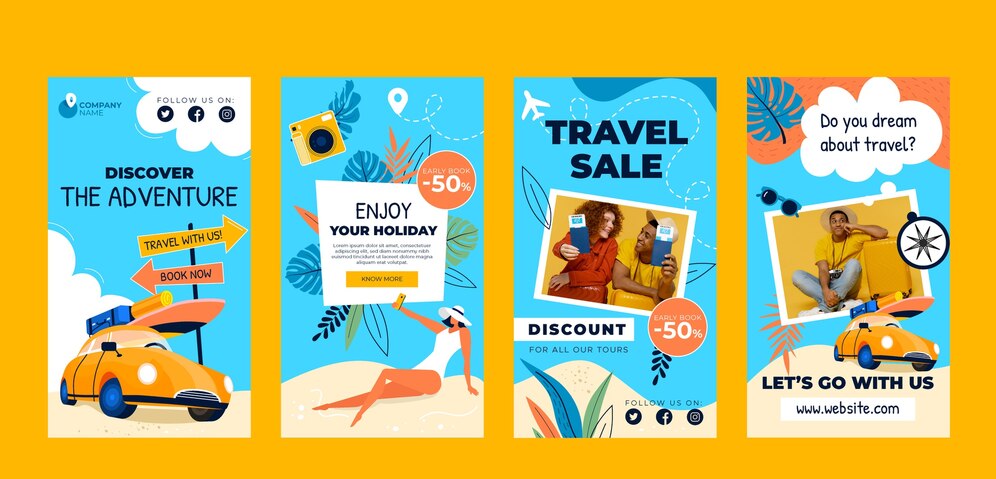 COMPANY
NAME
FOLLOW US ON:
DISCOVER
THE ADVENTURE
TRAVEL WITH US!
BOOK NOW
EARLY BOOK
-50%
ENJOY
YOUR HOLIDAY
Lorem ipsum dolor sit amet, consectetuer
adipiscing elit, sed diam nonummy nibh
euismod tincidunt ut laoreet dolore magna
aliquam erat volutpat.
KNOW MORE
TRAVEL
SALE
EARLY BOOK
-50%
DISCOUNT
FOR ALL OUR TOURS
FOLLOW US ON:
Do you dream
about travel?
LET'S GO WITH US
www.website.com